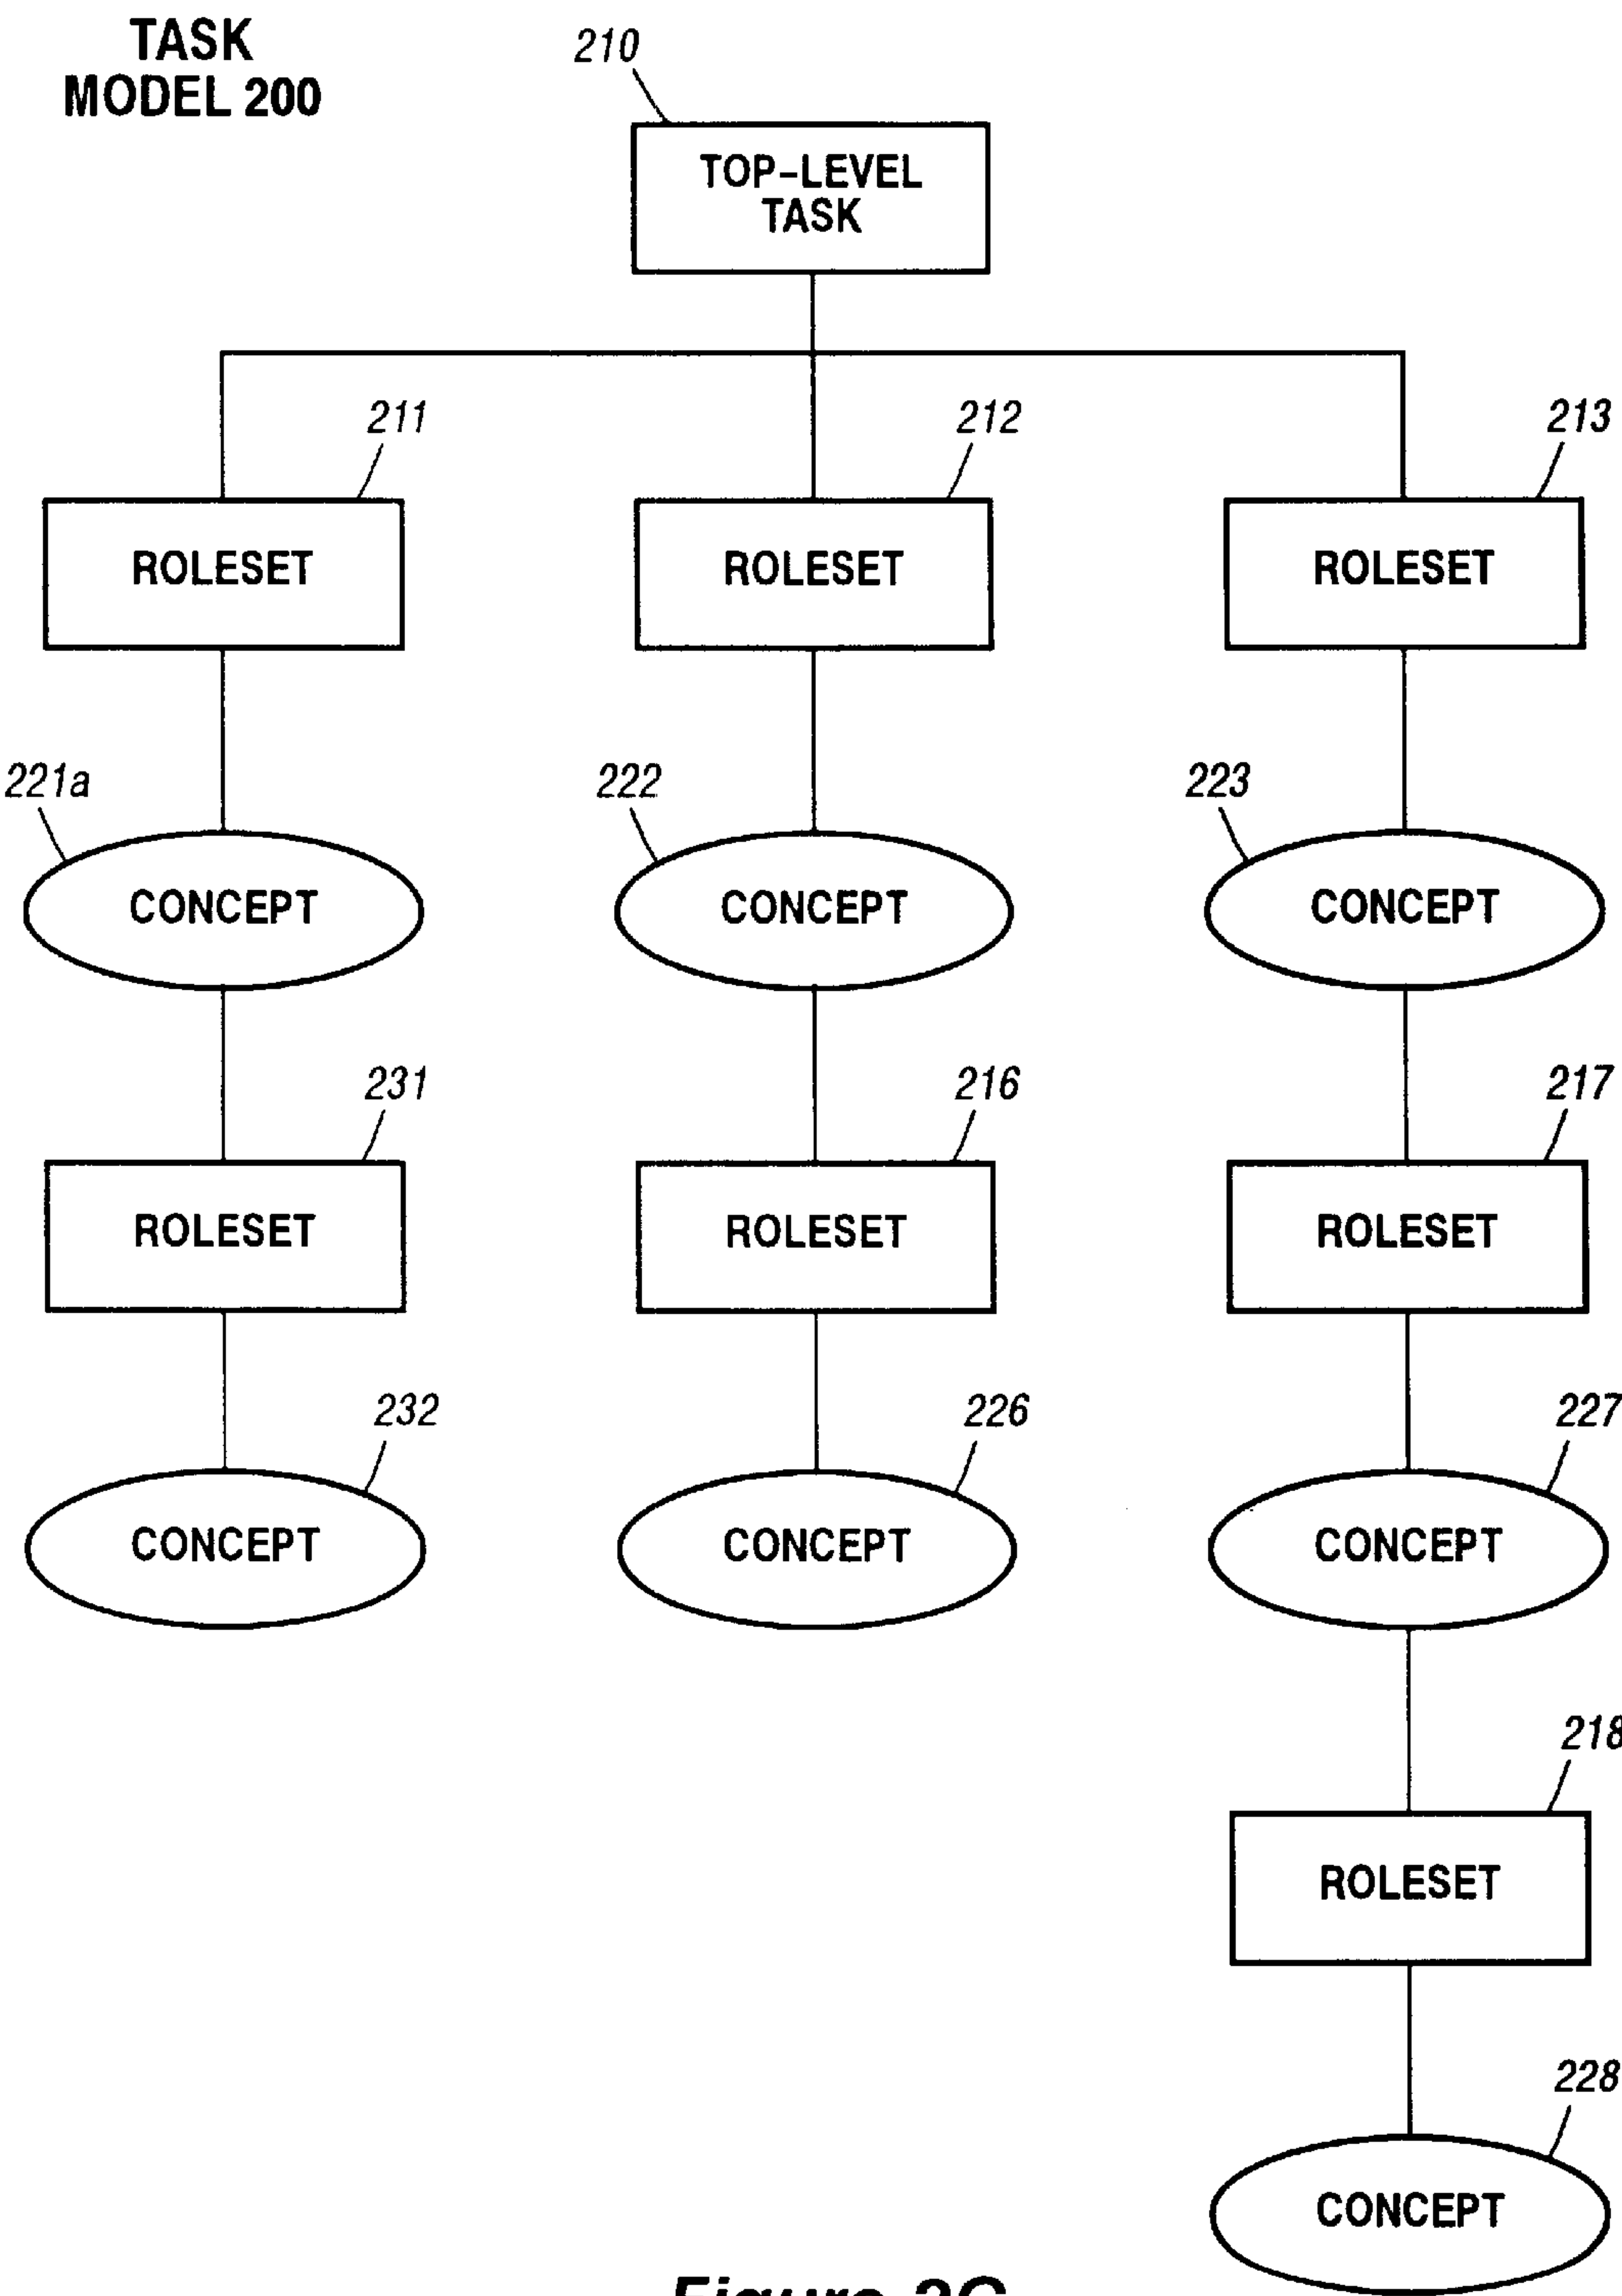 TASK
MODEL 200
210
TOP-LEVEL
TASK
211
212
213
ROLESET
ROLESET
ROLESET
221a
222
223
CONCEPT
CONCEPT
CONCEPT
231
216
217
ROLESET
ROLESET
ROLESET
232
226
227
CONCEPT
CONCEPT
CONCEPT
218
ROLESET
228
CONCEPT